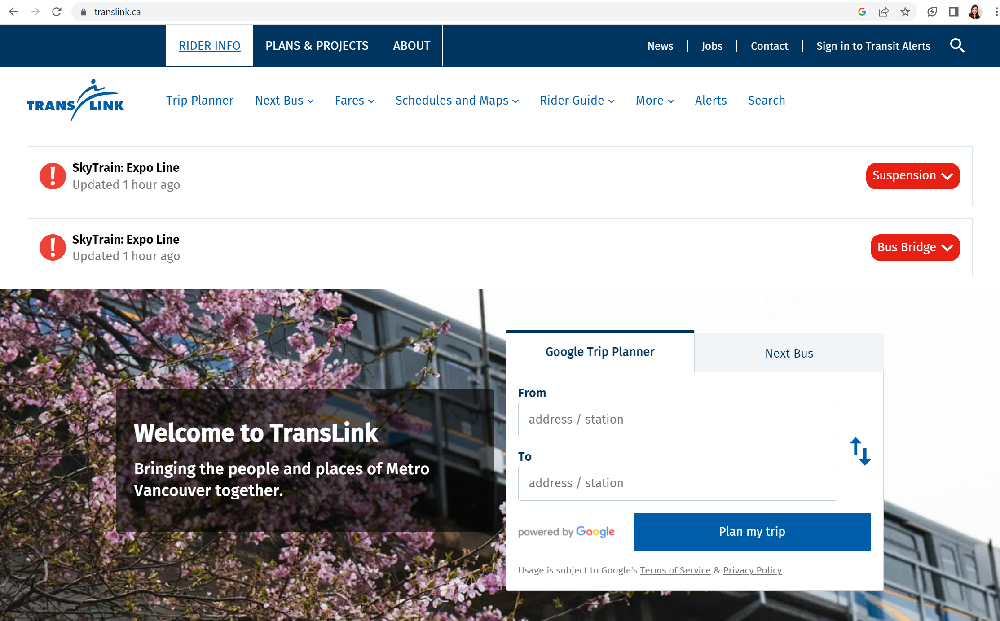 translink.ca
RIDER INFO
PLANS & PROJECTS
ABOUT
News
Jobs
Contact
Sign in to Transit Alerts
TRANS LINK
Trip Planner
Next Bus
Fares
Schedules and Maps
Rider Guide
More
Alerts
Search
SkyTrain: Expo Line
Updated 1 hour ago
Suspension
SkyTrain: Expo Line
Updated 1 hour ago
Bus Bridge
Welcome to TransLink
Bringing the people and places of Metro
Vancouver together.
Google Trip Planner
Next Bus
From
address / station
To
address / station
powered by Google
Plan my trip
Usage is subject to Google's Terms of Service & Privacy Policy